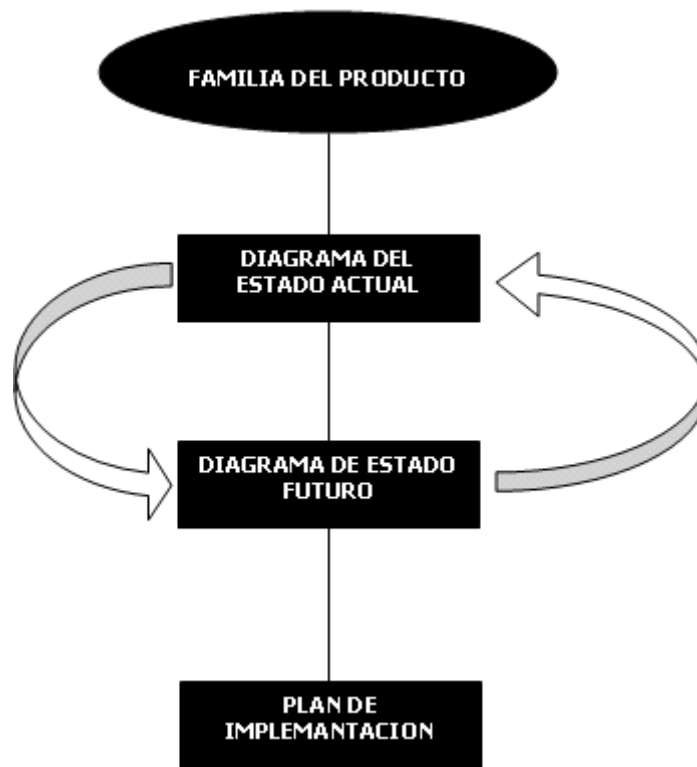 FAMILIA DEL PRODUCTO
DIAGRAMA DEL
ESTADO ACTUAL
DIAGRAMA DE ESTADO
FUTURO
PLAN DE
IMPLEMANTACION